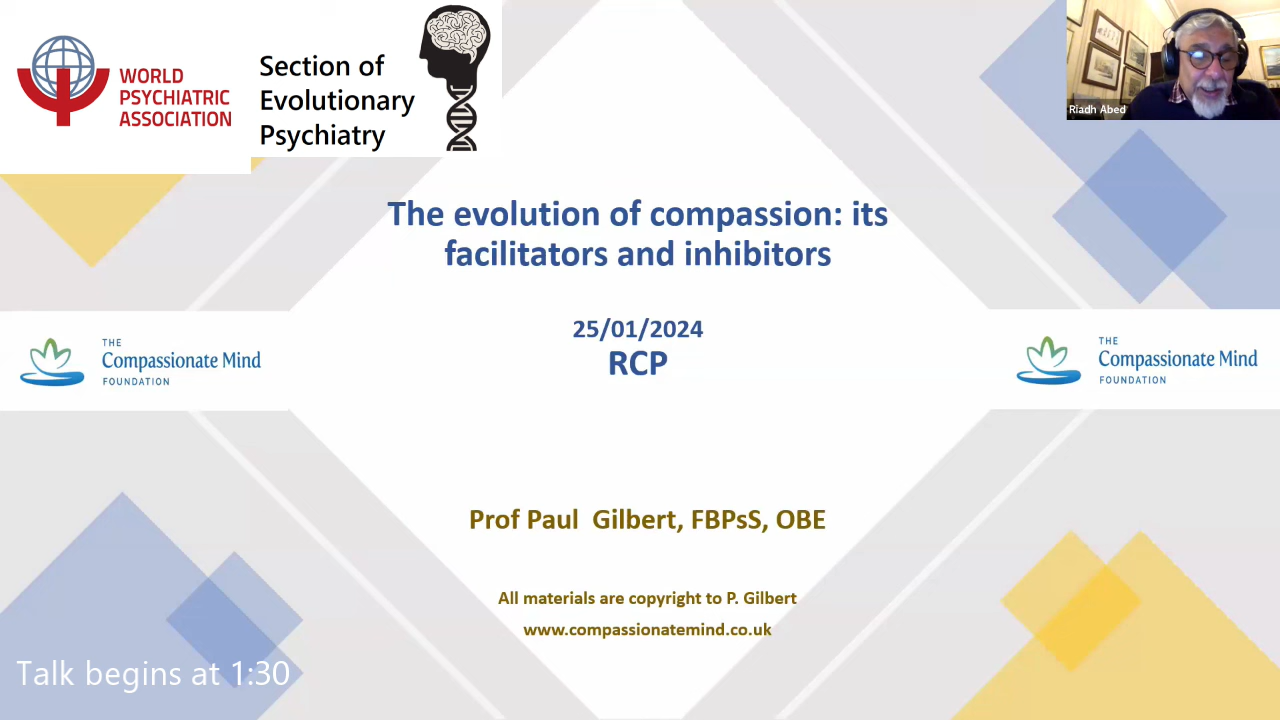 WORLD
PSYCHIATRIC
ASSOCIATION
Section of
Evolutionary
Psychiatry
Riadh Abed
The evolution of compassion: its
facilitators and inhibitors
25/01/2024
RCP
THE
Compassionate Mind
FOUNDATION
THE
Compassionate Mind
FOUNDATION
Prof Paul Gilbert, FBPsS, OBE
All materials are copyright to P. Gilbert
www.compassionatemind.co.uk
Talk begins at 1:30